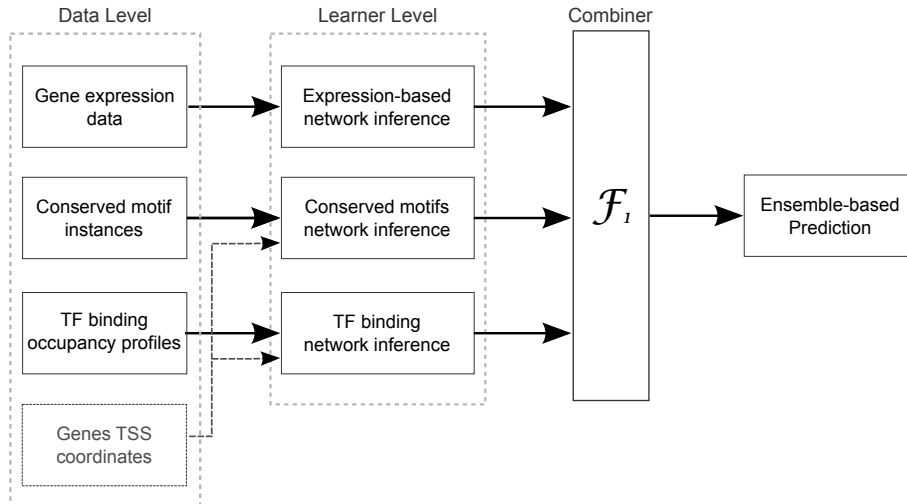 Data Level
Learner Level
Combiner
Gene expression
data
Expression-based
network inference
Conserved motif
instances
Conserved motifs
network inference
ℱ₁
Ensemble-based
Prediction
TF binding
occupancy profiles
TF binding
network inference
Genes TSS
coordinates